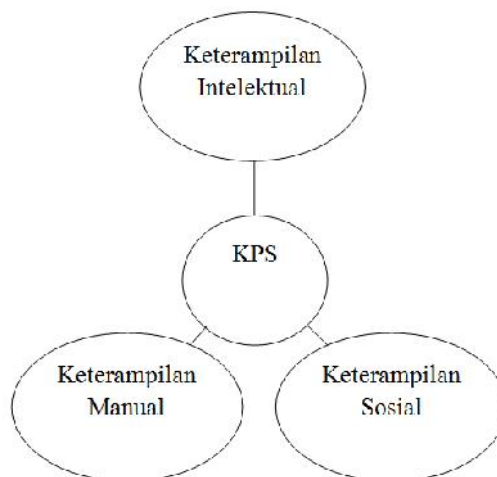 Keterampilan
Intelektual
KPS
Keterampilan
Manual
Keterampilan
Sosial